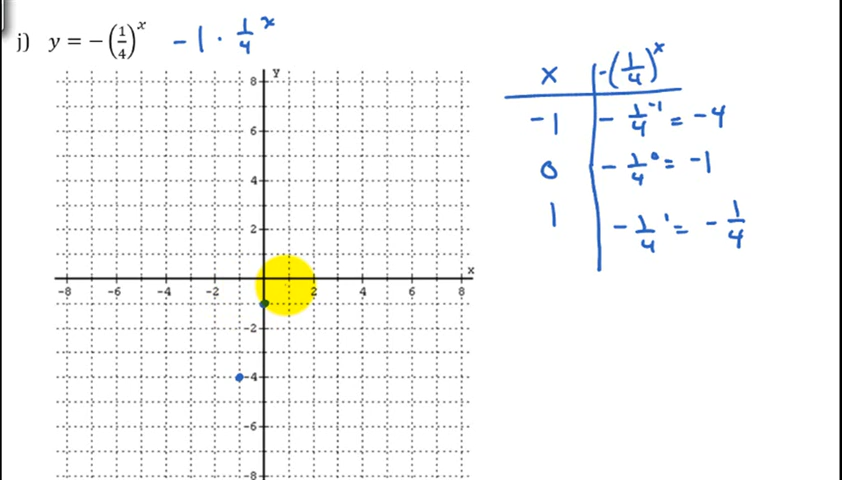 j) y = −(1/4)^x   −1 · 1/4^x
x | −(1/4)^x
−1 | − 1/4^−1 = −4
0 | − 1/4^0 = −1
1 | − 1/4^1 = − 1/4
Y
8
6
4
2
x
-8 -6 -4 -2 2 4 6 8
-2
-4
-6
-8